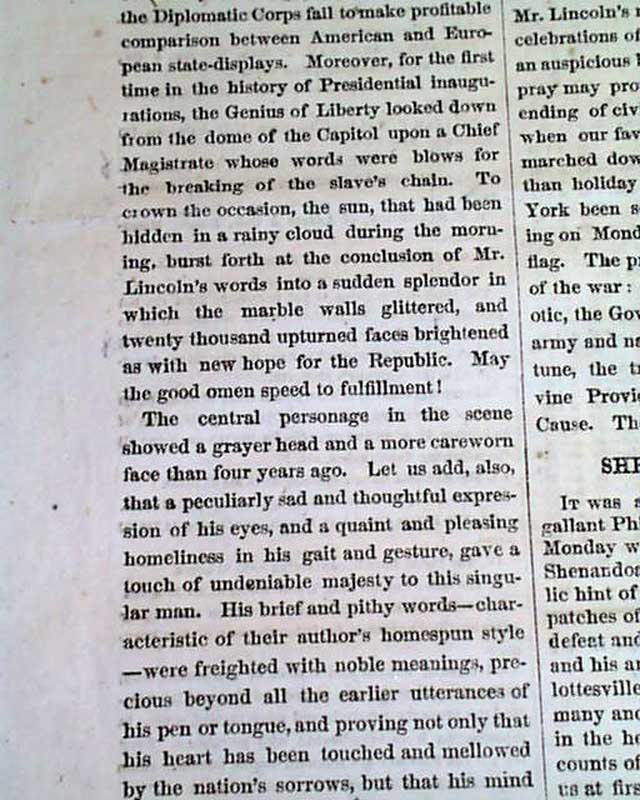 the Diplomatic Corps fail to make profitable
comparison between American and Euro-
pean state-displays. Moreover, for the first
time in the history of Presidential inaugu-
rations, the Genius of Liberty looked down
from the dome of the Capitol upon a Chief
Magistrate whose words were blows for
the breaking of the slave's chain. To
crown the occasion, the sun, that had been
hidden in a rainy cloud during the morn-
ing, burst forth at the conclusion of Mr.
Lincoln's words into a sudden splendor in
which the marble walls glittered, and
twenty thousand upturned faces brightened
as with new hope for the Republic. May
the good omen speed to fulfillment!
The central personage in the scene
showed a grayer head and a more careworn
face than four years ago. Let us add, also,
that a peculiarly sad and thoughtful expres-
sion of his eyes, and a quaint and pleasing
homeliness in his gait and gesture, gave a
touch of undeniable majesty to this singu-
lar man. His brief and pithy words—char-
acteristic of their author's homespun style
—were freighted with noble meanings, pre-
cious beyond all the earlier utterances of
his pen or tongue, and proving not only that
his heart has been touched and mellowed
by the nation's sorrows, but that his mind
Mr. Lincoln's
celebrations of
an auspicious
pray may pro
ending of civ
when our fav
marched dow
than holiday
York been s
ing on Mond
flag. The p
of the war:
otic, the Gov
army and na
tune, the t
vine Provi
Cause. Th
SHE
It was
gallant Ph
Monday w
Shenandoa
lic hint of
patches of
defeat and
and his a
lottesville
many and
in the he
counts of
us at firs